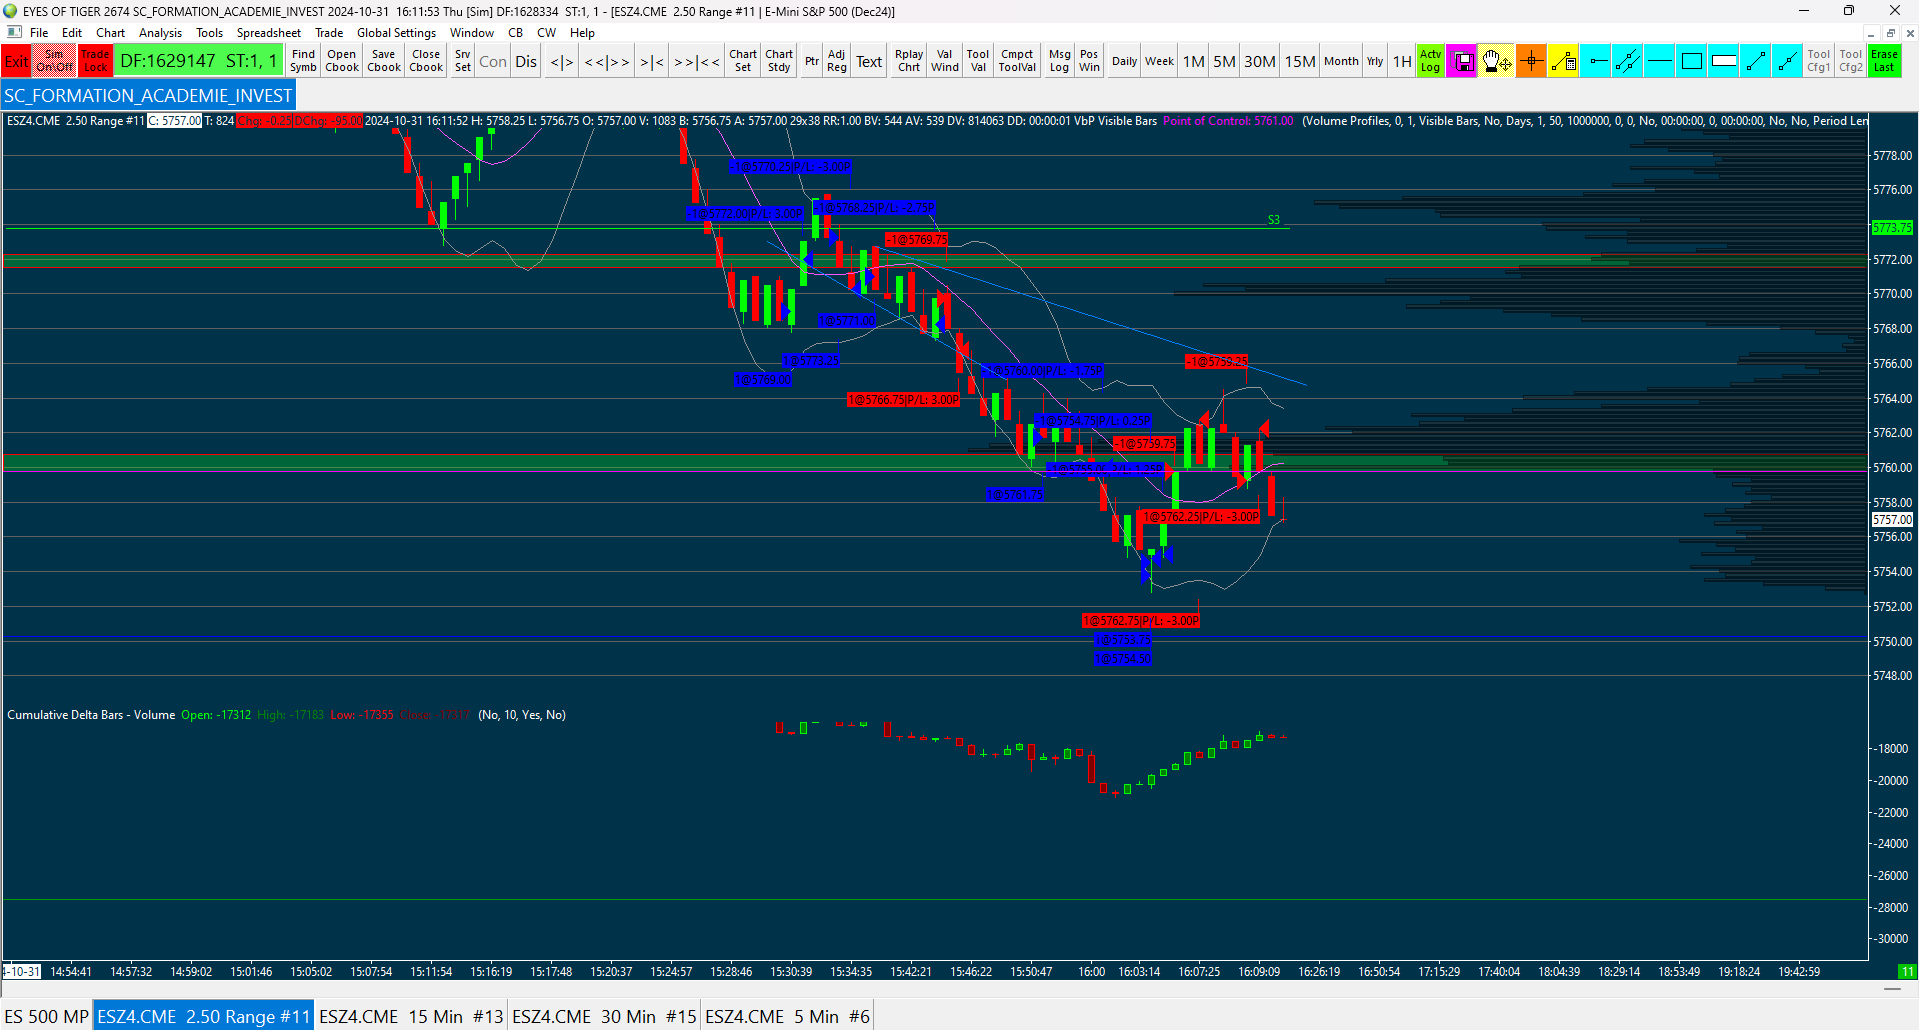 EYES OF TIGER 2674 SC_FORMATION_ACADEMIE_INVEST 2024-10-31 16:11:53 Thu [Sim] DF:1628334 ST:1, 1 - [ESZ4.CME 2.50 Range #11 | E-Mini S&P 500 (Dec24)]
File Edit Chart Analysis Tools Spreadsheet Trade Global Settings Window CB CW Help
Exit Sim On\Off Trade Lock DF:1629147 ST:1, 1 Find Symb Open Cbook Save Cbook Close Cbook Srv Set Con Dis <|> <<|>> >|< >>|<< Chart Set Chart Stdy Ptr Adj Reg Text Rplay Chrt Val Wind Tool Val Cmpct ToolVal Msg Log Pos Win Daily Week 1M 5M 30M 15M Month Yrly 1H Actv Log Tool Cfg1 Tool Cfg2 Erase Last
SC_FORMATION_ACADEMIE_INVEST
ESZ4.CME 2.50 Range #11 C: 5757.00 T: 824 Chg: -0.25 DChg: -95.00 2024-10-31 16:11:52 H: 5758.25 L: 5756.75 O: 5757.00 V: 1083 B: 5756.75 A: 5757.00 29x38 RR:1.00 BV: 544 AV: 539 DV: 814063 DD: 00:00:01 VbP Visible Bars Point of Control: 5761.00 (Volume Profiles, 0, 1, Visible Bars, No, Days, 1, 50, 1000000, 0, 0, No, 00:00:00, 0, 00:00:00, No, No, Period Len
5778.00
-1@5770.25|P/L: -3.00P
5776.00
-1@5768.25|P/L: -2.75P
-1@5772.00|P/L: 3.00P
S3
5773.75
-1@5769.75
5772.00
5770.00
1@5771.00
5768.00
1@5773.25
-1@5759.25
5766.00
-1@5760.00|P/L: -1.75P
1@5769.00
5764.00
1@5766.75|P/L: 3.00P
-1@5754.75|P/L: 0.25P
5762.00
-1@5759.75
5760.00
1@5761.75
5758.00
1@5762.25|P/L: -3.00P
5757.00
5756.00
5754.00
5752.00
1@5762.75|P/L: -3.00P
1@5753.75
5750.00
1@5754.50
5748.00
Cumulative Delta Bars - Volume Open: -17312 High: -17183 Low: -17355 Close: -17317 (No, 10, Yes, No)
-18000
-20000
-22000
-24000
-26000
-28000
-30000
4-10-31 14:54:41 14:57:32 14:59:02 15:01:46 15:05:02 15:07:54 15:11:54 15:16:19 15:17:48 15:20:37 15:24:57 15:28:46 15:30:39 15:34:35 15:42:21 15:46:22 15:50:47 16:00 16:03:14 16:07:25 16:09:09 16:26:19 16:50:54 17:15:29 17:40:04 18:04:39 18:29:14 18:53:49 19:18:24 19:42:59 11
ES 500 MP ESZ4.CME 2.50 Range #11 ESZ4.CME 15 Min #13 ESZ4.CME 30 Min #15 ESZ4.CME 5 Min #6